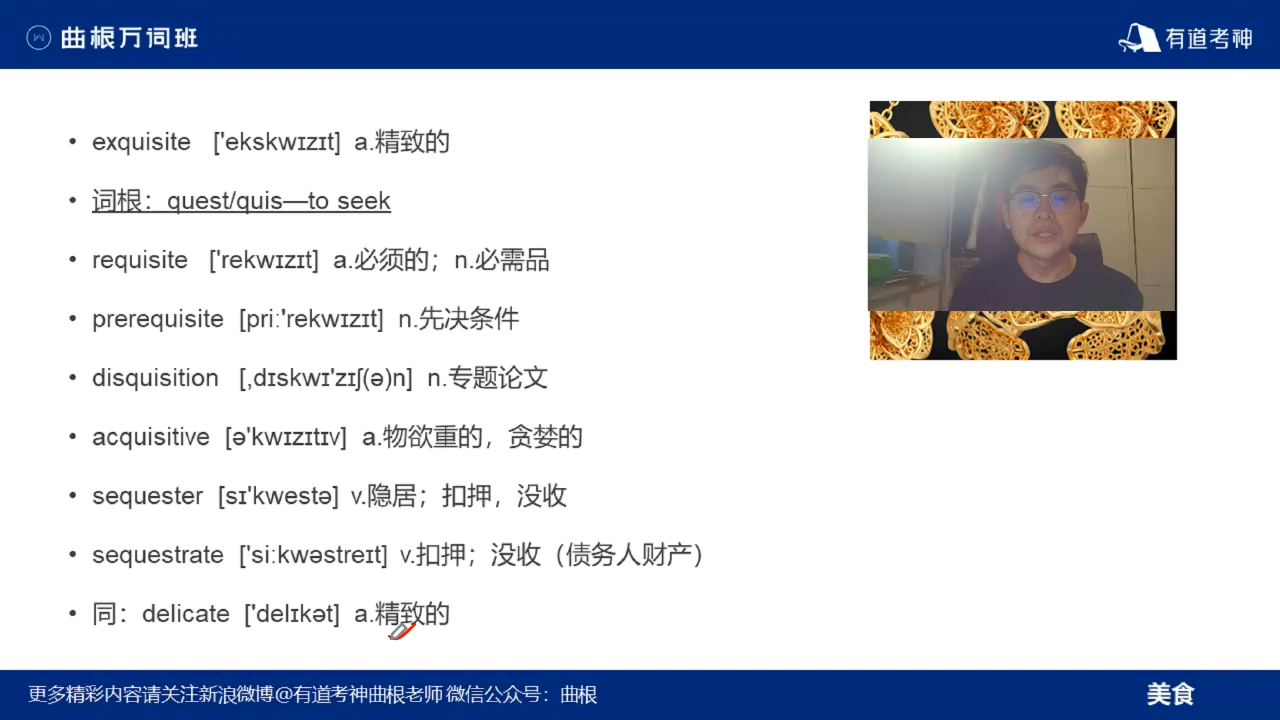 曲根万词班
有道考神
exquisite ['ekskwɪzɪt] a.精致的
词根：quest/quis—to seek
requisite ['rekwɪzɪt] a.必须的；n.必需品
prerequisite [priː'rekwɪzɪt] n.先决条件
disquisition [,dɪskwɪ'zɪʃ(ə)n] n.专题论文
acquisitive [ə'kwɪzɪtɪv] a.物欲重的，贪婪的
sequester [sɪ'kwestə] v.隐居；扣押，没收
sequestrate ['siːkwəstreɪt] v.扣押；没收（债务人财产）
同：delicate ['delɪkət] a.精致的
更多精彩内容请关注新浪微博@有道考神曲根老师 微信公众号：曲根
美食